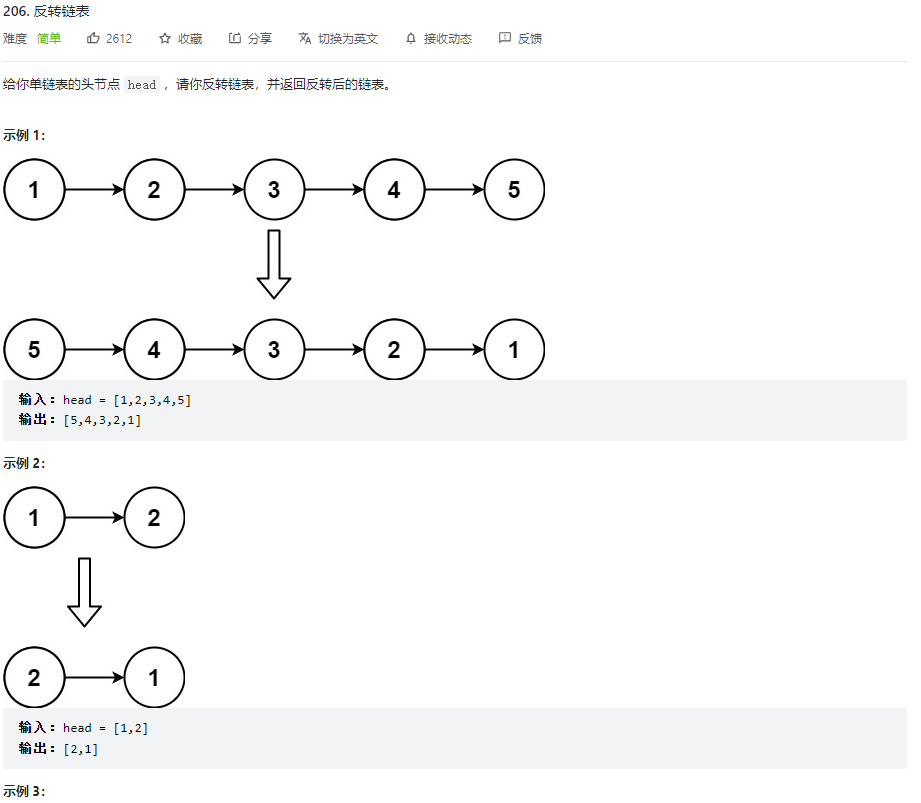 206. 反转链表
难度 简单 2612 收藏 分享 切换为英文 接收动态 反馈
给你单链表的头节点 head ，请你反转链表，并返回反转后的链表。
示例 1：
1 2 3 4 5
5 4 3 2 1
输入：head = [1,2,3,4,5]
输出：[5,4,3,2,1]
示例 2：
1 2
2 1
输入：head = [1,2]
输出：[2,1]
示例 3：